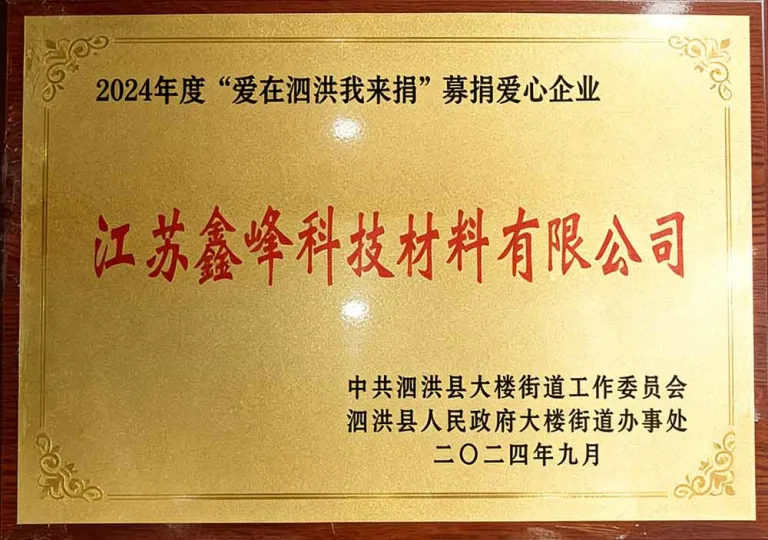 2024年度“爱在泗洪我来捐”募捐爱心企业
江苏鑫峰科技材料有限公司
中共泗洪县大楼街道工作委员会
泗洪县人民政府大楼街道办事处
二〇二四年九月